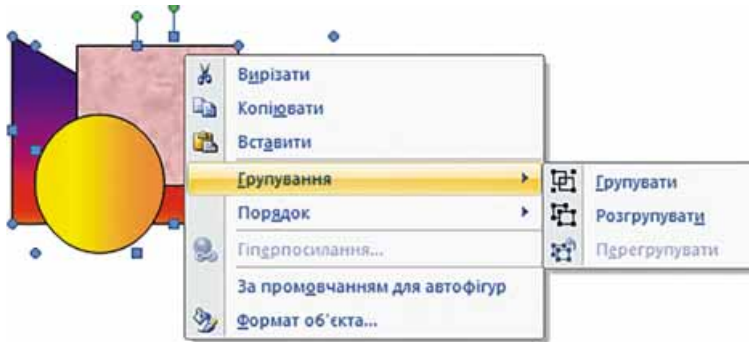 Вирізати
Копіювати
Вставити
Групування
Порядок
Гіперпосилання...
За промовчанням для автофігур
Формат об'єкта...
Групувати
Розгрупувати
Перегрупувати